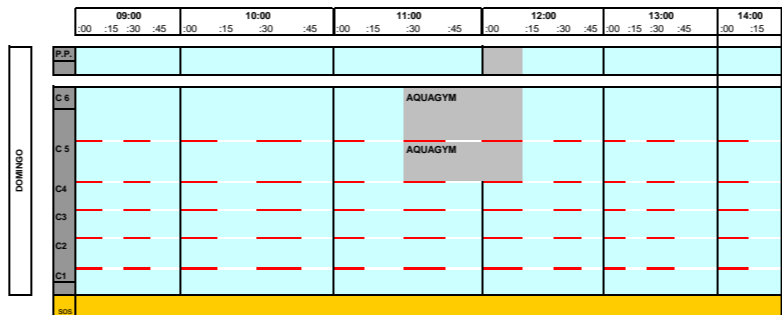 09:00 10:00 11:00 12:00 13:00 14:00
:00 :15 :30 :45 :00 :15 :30 :45 :00 :15 :30 :45 :00 :15 :30 :45 :00 :15 :30 :45 :00 :15
DOMINGO
P.P.
C 6 AQUAGYM
C 5 AQUAGYM
C4
C3
C2
C1
SOS